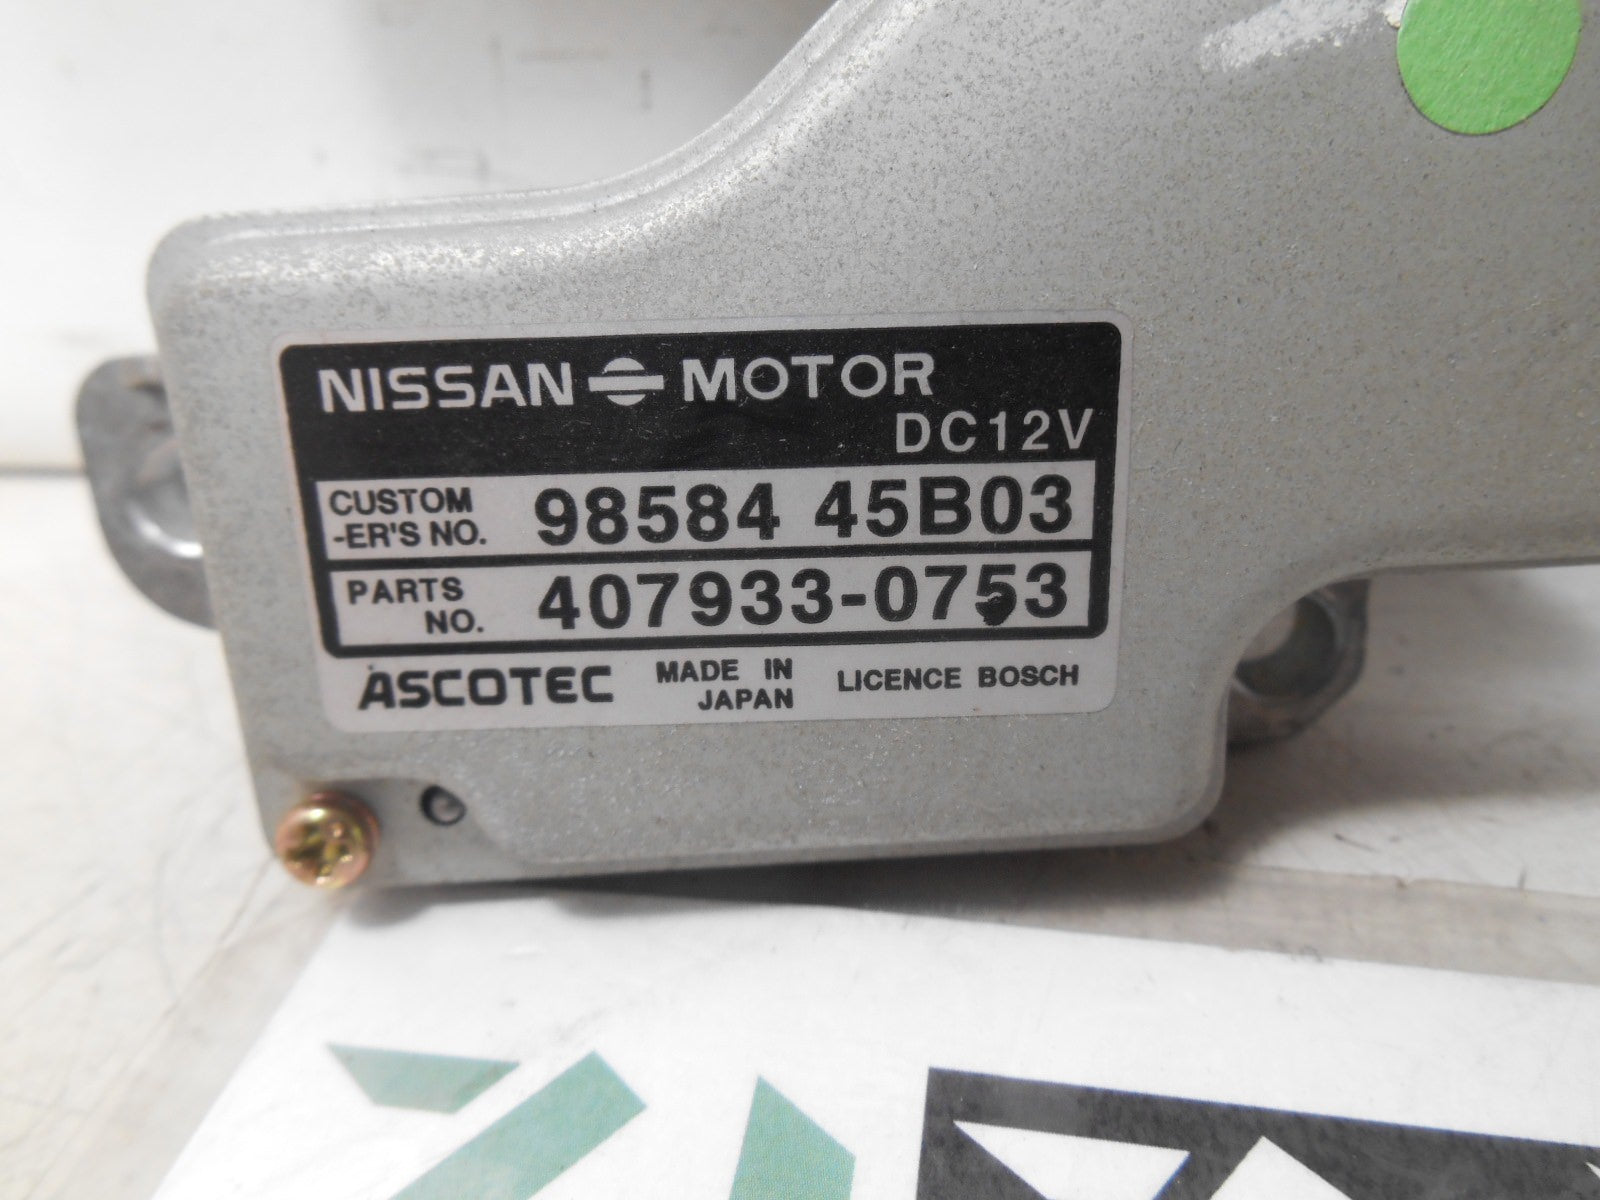 NISSAN MOTOR
DC12V
CUSTOM
-ER'S NO. 98584 45B03
PARTS
NO. 407933-0753
ASCOTEC MADE IN
JAPAN LICENCE BOSCH